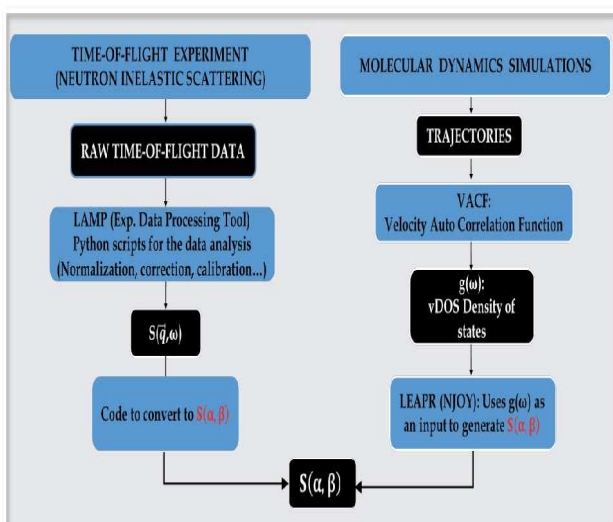 TIME-OF-FLIGHT EXPERIMENT
(NEUTRON INELASTIC SCATTERING)
RAW TIME-OF-FLIGHT DATA
LAMP (Exp. Data Processing Tool)
Python scripts for the data analysis
(Normalization, correction, calibration...)
S(q⃗,ω)
Code to convert to S(α, β)
MOLECULAR DYNAMICS SIMULATIONS
TRAJECTORIES
VACF:
Velocity Auto Correlation Function
g(ω):
vDOS Density of
states
LEAPR (NJOY): Uses g(ω) as
an input to generate S(α, β)
S(α, β)